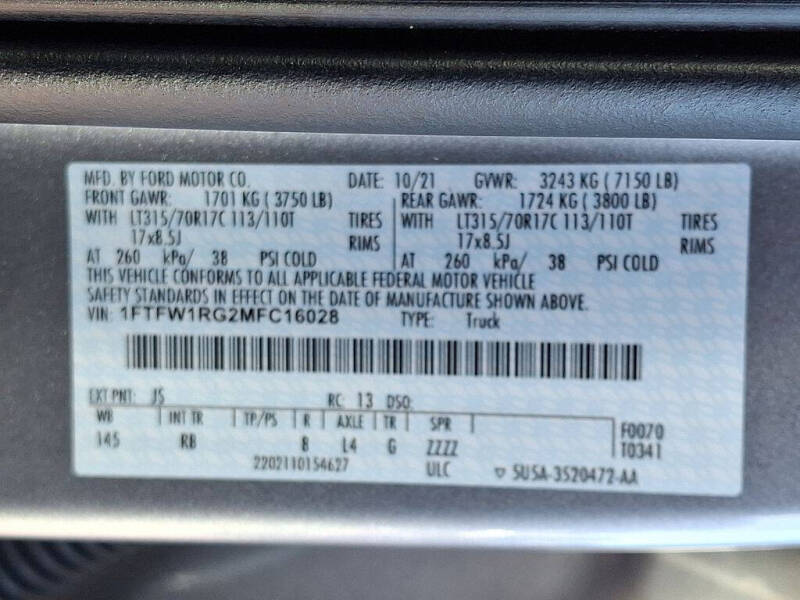 MFD. BY FORD MOTOR CO. DATE: 10/21 GVWR: 3243 KG ( 7150 LB)
FRONT GAWR: 1701 KG ( 3750 LB) REAR GAWR: 1724 KG ( 3800 LB)
WITH LT315/70R17C 113/110T TIRES WITH LT315/70R17C 113/110T TIRES
17x8.5J RIMS 17x8.5J RIMS
AT 260 kPa/ 38 PSI COLD AT 260 kPa/ 38 PSI COLD
THIS VEHICLE CONFORMS TO ALL APPLICABLE FEDERAL MOTOR VEHICLE
SAFETY STANDARDS IN EFFECT ON THE DATE OF MANUFACTURE SHOWN ABOVE.
VIN: 1FTFW1RG2MFC16028 TYPE: Truck
EXT PNT: JS RC: 13 DSO:
WB INT TR TP/PS R AXLE TR SPR F0070
145 RB 8 L4 G ZZZZ T0341
2202110154627 ULC ▽ 5U5A-3520472-AA